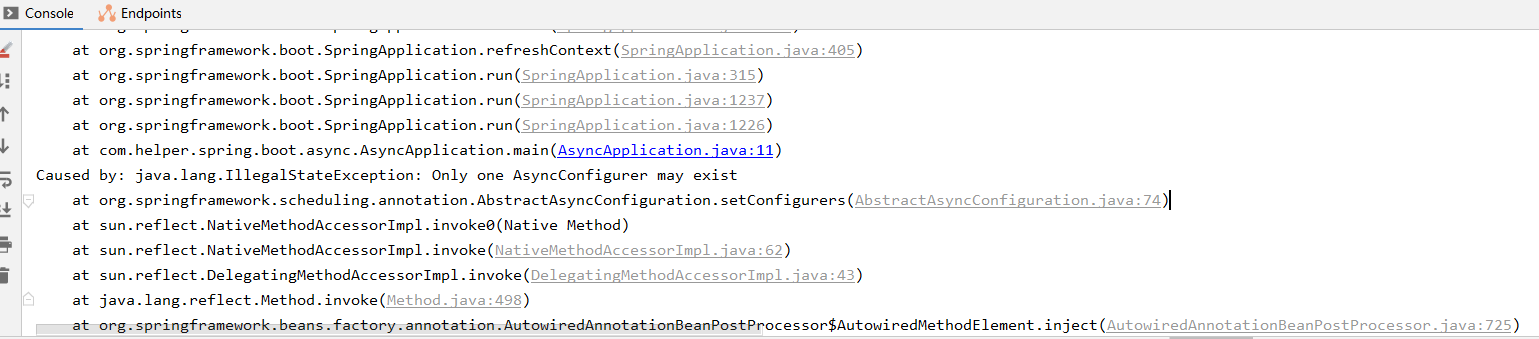 Console Endpoints
at org.springframework.boot.SpringApplication.refreshContext(SpringApplication.java:405)
at org.springframework.boot.SpringApplication.run(SpringApplication.java:315)
at org.springframework.boot.SpringApplication.run(SpringApplication.java:1237)
at org.springframework.boot.SpringApplication.run(SpringApplication.java:1226)
at com.helper.spring.boot.async.AsyncApplication.main(AsyncApplication.java:11)
Caused by: java.lang.IllegalStateException: Only one AsyncConfigurer may exist
at org.springframework.scheduling.annotation.AbstractAsyncConfiguration.setConfigurers(AbstractAsyncConfiguration.java:74)
at sun.reflect.NativeMethodAccessorImpl.invoke0(Native Method)
at sun.reflect.NativeMethodAccessorImpl.invoke(NativeMethodAccessorImpl.java:62)
at sun.reflect.DelegatingMethodAccessorImpl.invoke(DelegatingMethodAccessorImpl.java:43)
at java.lang.reflect.Method.invoke(Method.java:498)
at org.springframework.beans.factory.annotation.AutowiredAnnotationBeanPostProcessor$AutowiredMethodElement.inject(AutowiredAnnotationBeanPostProcessor.java:725)